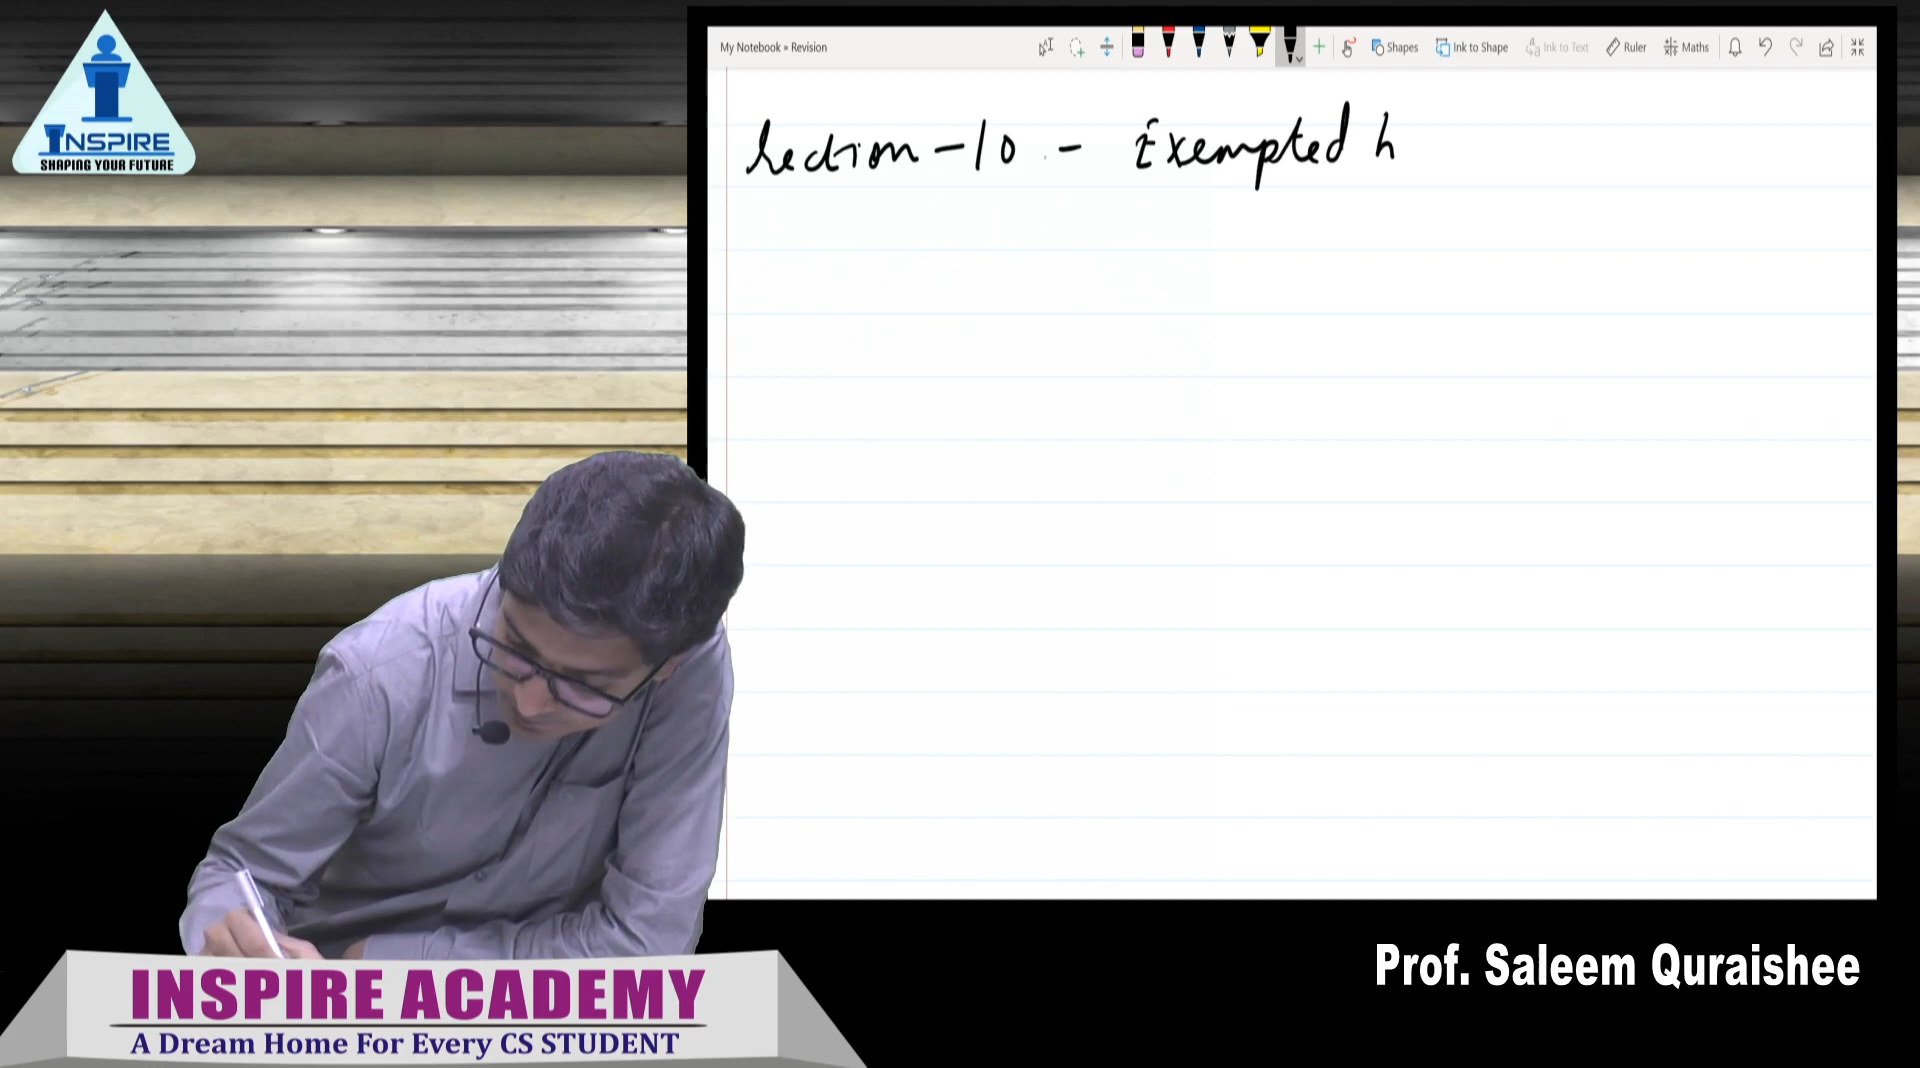 INSPIRE
SHAPING YOUR FUTURE
My Notebook » Revision
Shapes
Ink to Shape
Ink to Text
Ruler
Maths
Section - 10 - Exempted h
INSPIRE ACADEMY
A Dream Home For Every CS STUDENT
Prof. Saleem Quraishee